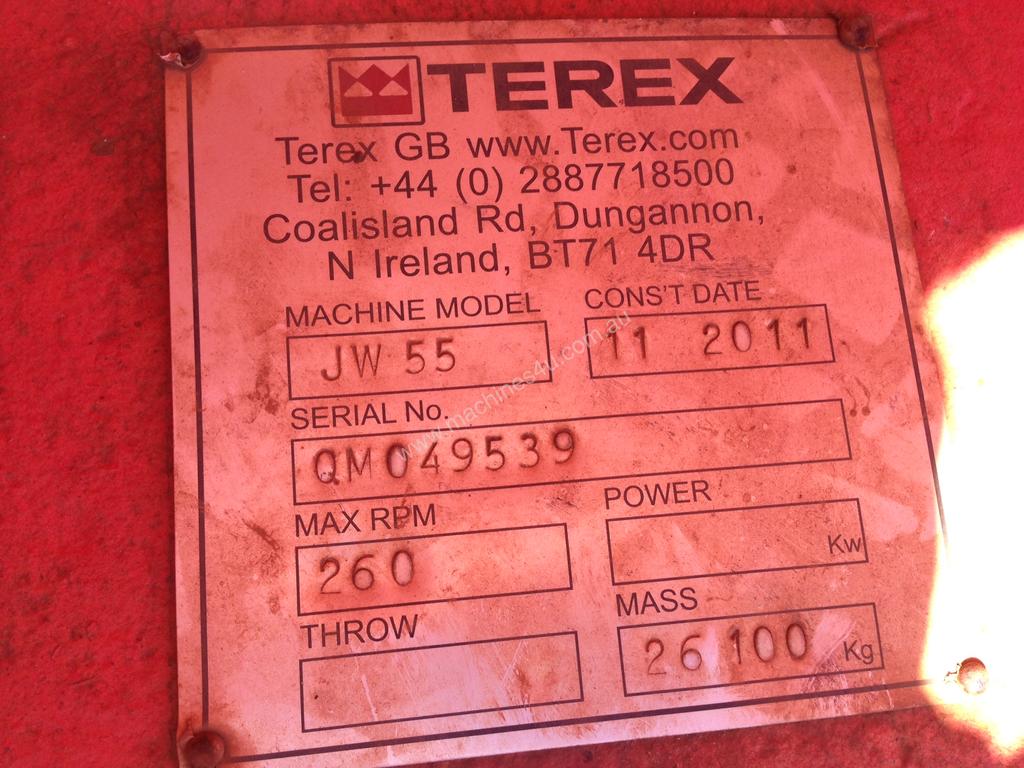 TEREX
Terex GB www.Terex.com
Tel: +44 (0) 2887718500
Coalisland Rd, Dungannon,
N Ireland, BT71 4DR
MACHINE MODEL CONS'T DATE
JW 55 11 2011
www.machines4u.com.au
SERIAL No.
QM049539
MAX RPM POWER
260 Kw
THROW MASS
26 100 Kg